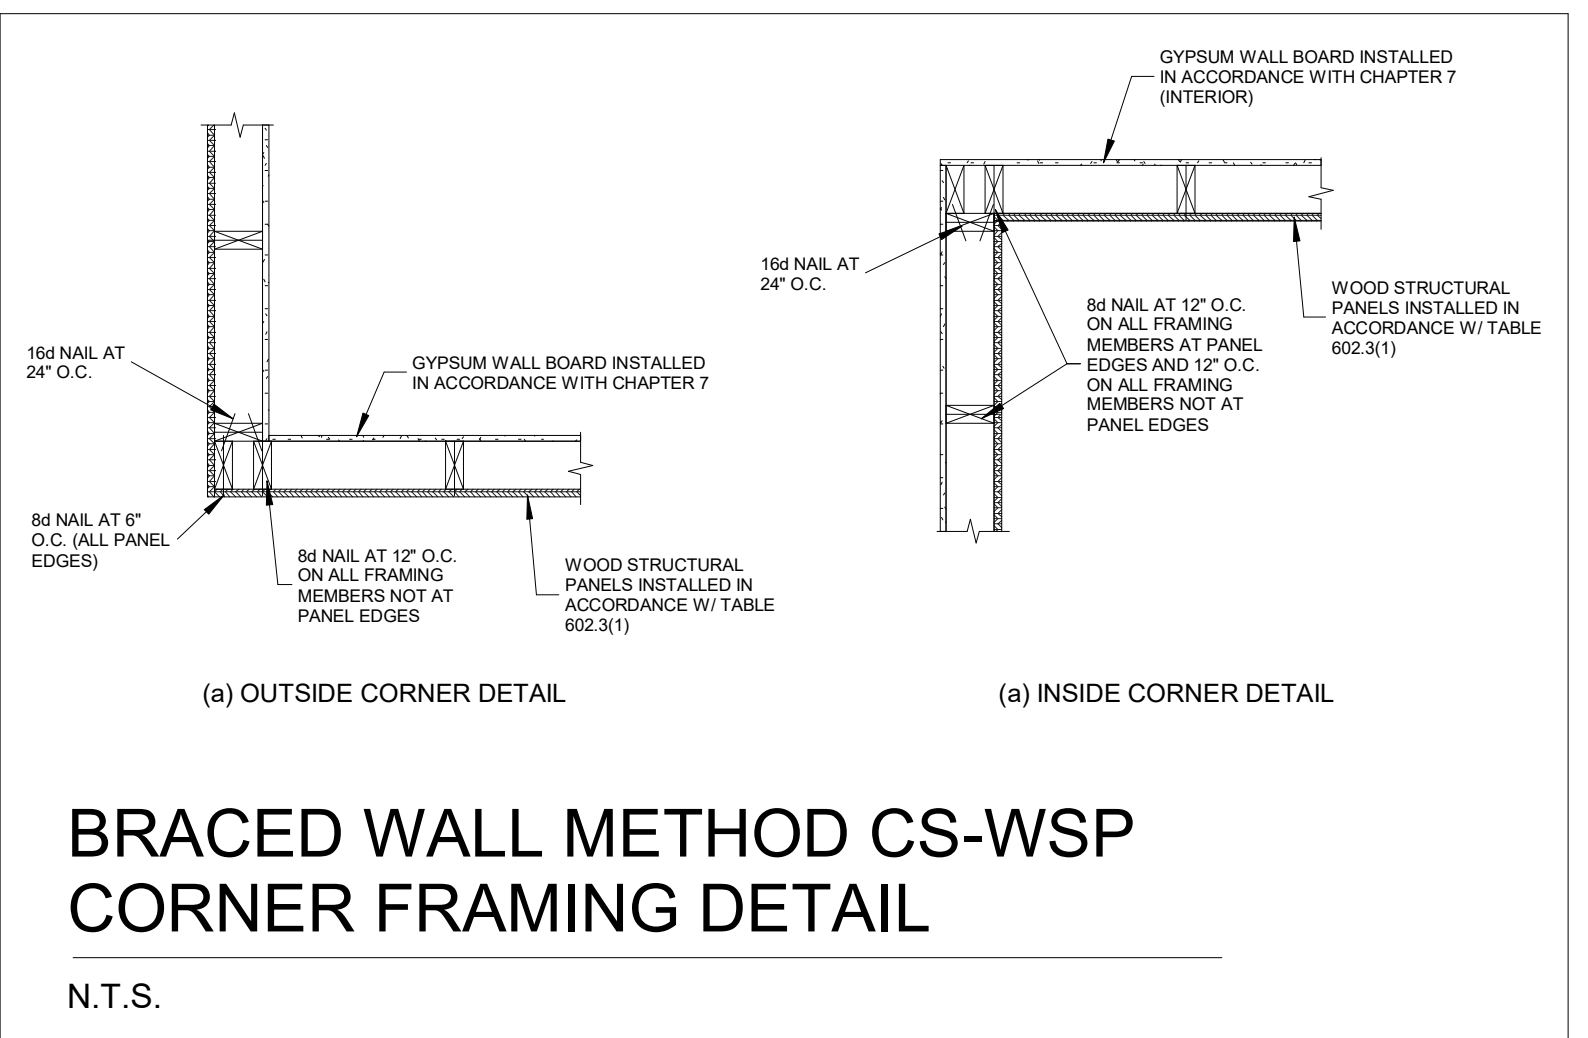 16d NAIL AT
24" O.C.
GYPSUM WALL BOARD INSTALLED
IN ACCORDANCE WITH CHAPTER 7
8d NAIL AT 6"
O.C. (ALL PANEL
EDGES)
8d NAIL AT 12" O.C.
ON ALL FRAMING
MEMBERS NOT AT
PANEL EDGES
WOOD STRUCTURAL
PANELS INSTALLED IN
ACCORDANCE W/ TABLE
602.3(1)
(a) OUTSIDE CORNER DETAIL
GYPSUM WALL BOARD INSTALLED
IN ACCORDANCE WITH CHAPTER 7
(INTERIOR)
16d NAIL AT
24" O.C.
8d NAIL AT 12" O.C.
ON ALL FRAMING
MEMBERS AT PANEL
EDGES AND 12" O.C.
ON ALL FRAMING
MEMBERS NOT AT
PANEL EDGES
WOOD STRUCTURAL
PANELS INSTALLED IN
ACCORDANCE W/ TABLE
602.3(1)
(a) INSIDE CORNER DETAIL
BRACED WALL METHOD CS-WSP
CORNER FRAMING DETAIL
N.T.S.